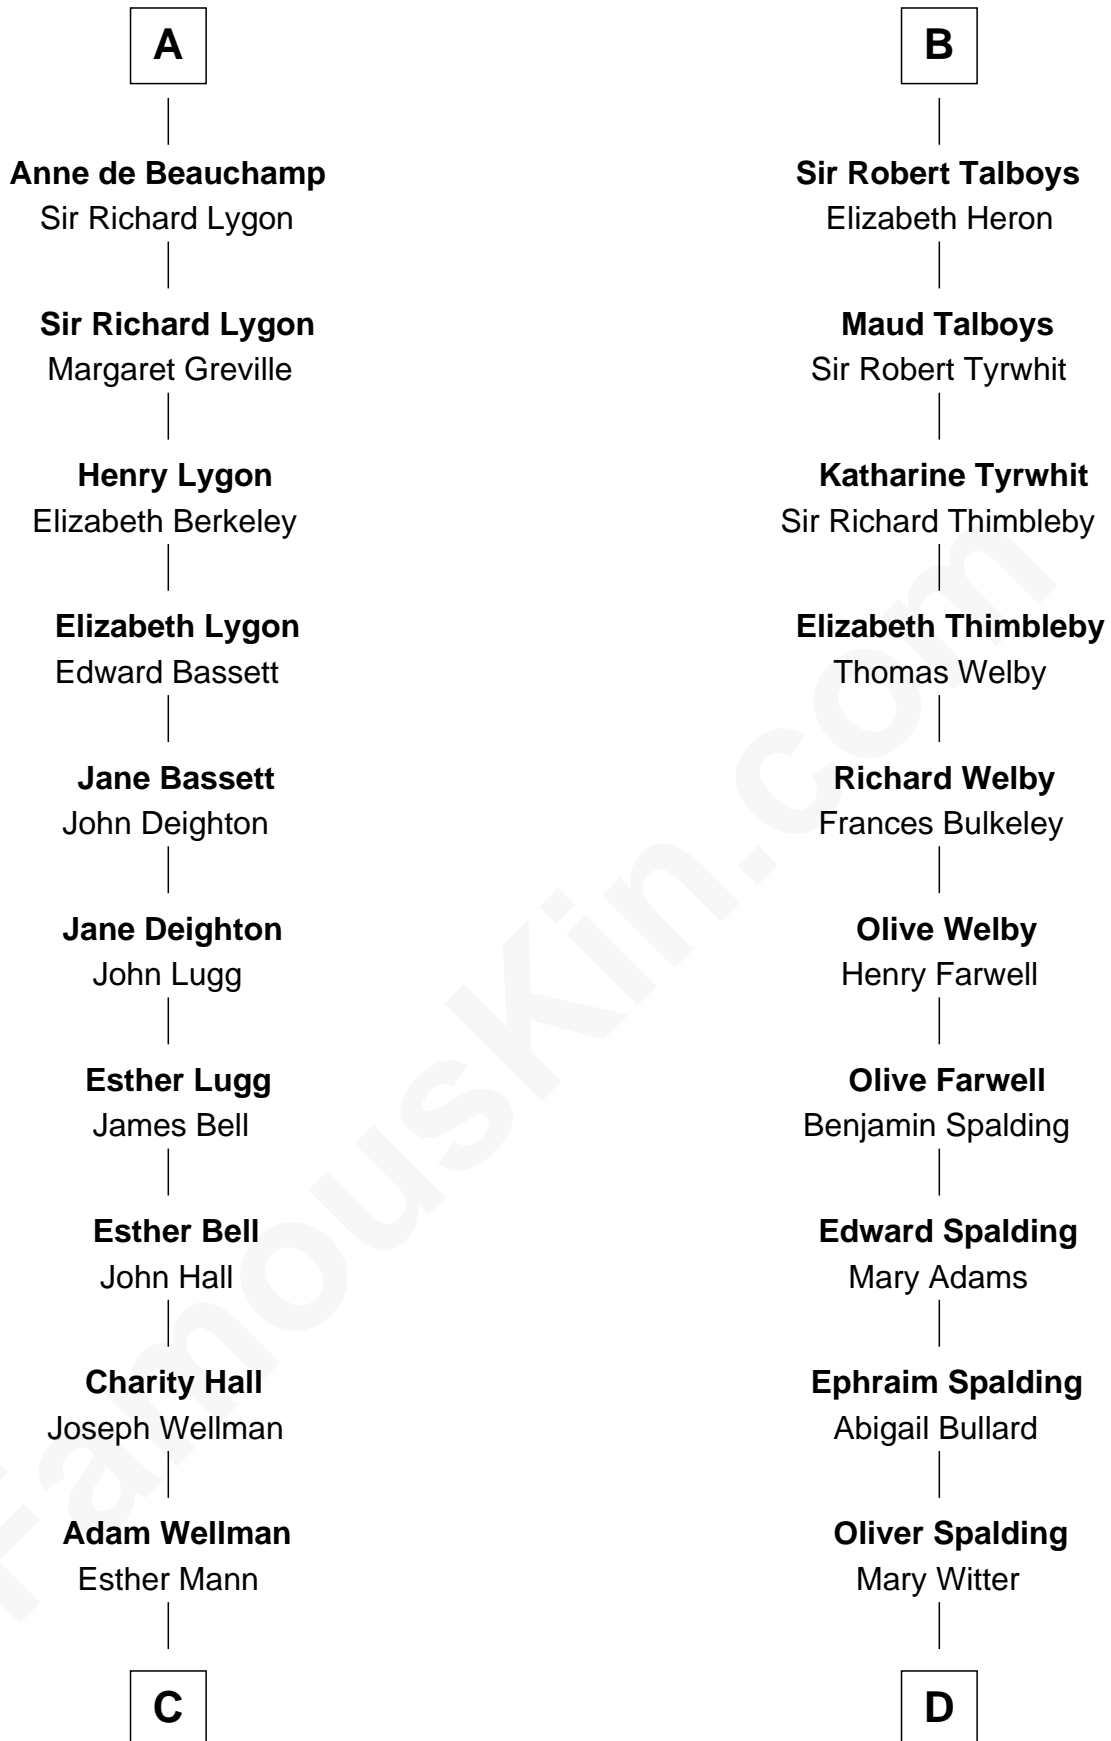 A
Anne de Beauchamp
Sir Richard Lygon
Sir Richard Lygon
Margaret Greville
Henry Lygon
Elizabeth Berkeley
Elizabeth Lygon
Edward Bassett
Jane Bassett
John Deighton
Jane Deighton
John Lugg
Esther Lugg
James Bell
Esther Bell
John Hall
Charity Hall
Joseph Wellman
Adam Wellman
Esther Mann
C
B
Sir Robert Talboys
Elizabeth Heron
Maud Talboys
Sir Robert Tyrwhit
Katharine Tyrwhit
Sir Richard Thimbleby
Elizabeth Thimbleby
Thomas Welby
Richard Welby
Frances Bulkeley
Olive Welby
Henry Farwell
Olive Farwell
Benjamin Spalding
Edward Spalding
Mary Adams
Ephraim Spalding
Abigail Bullard
Oliver Spalding
Mary Witter
D
FamousKin.com